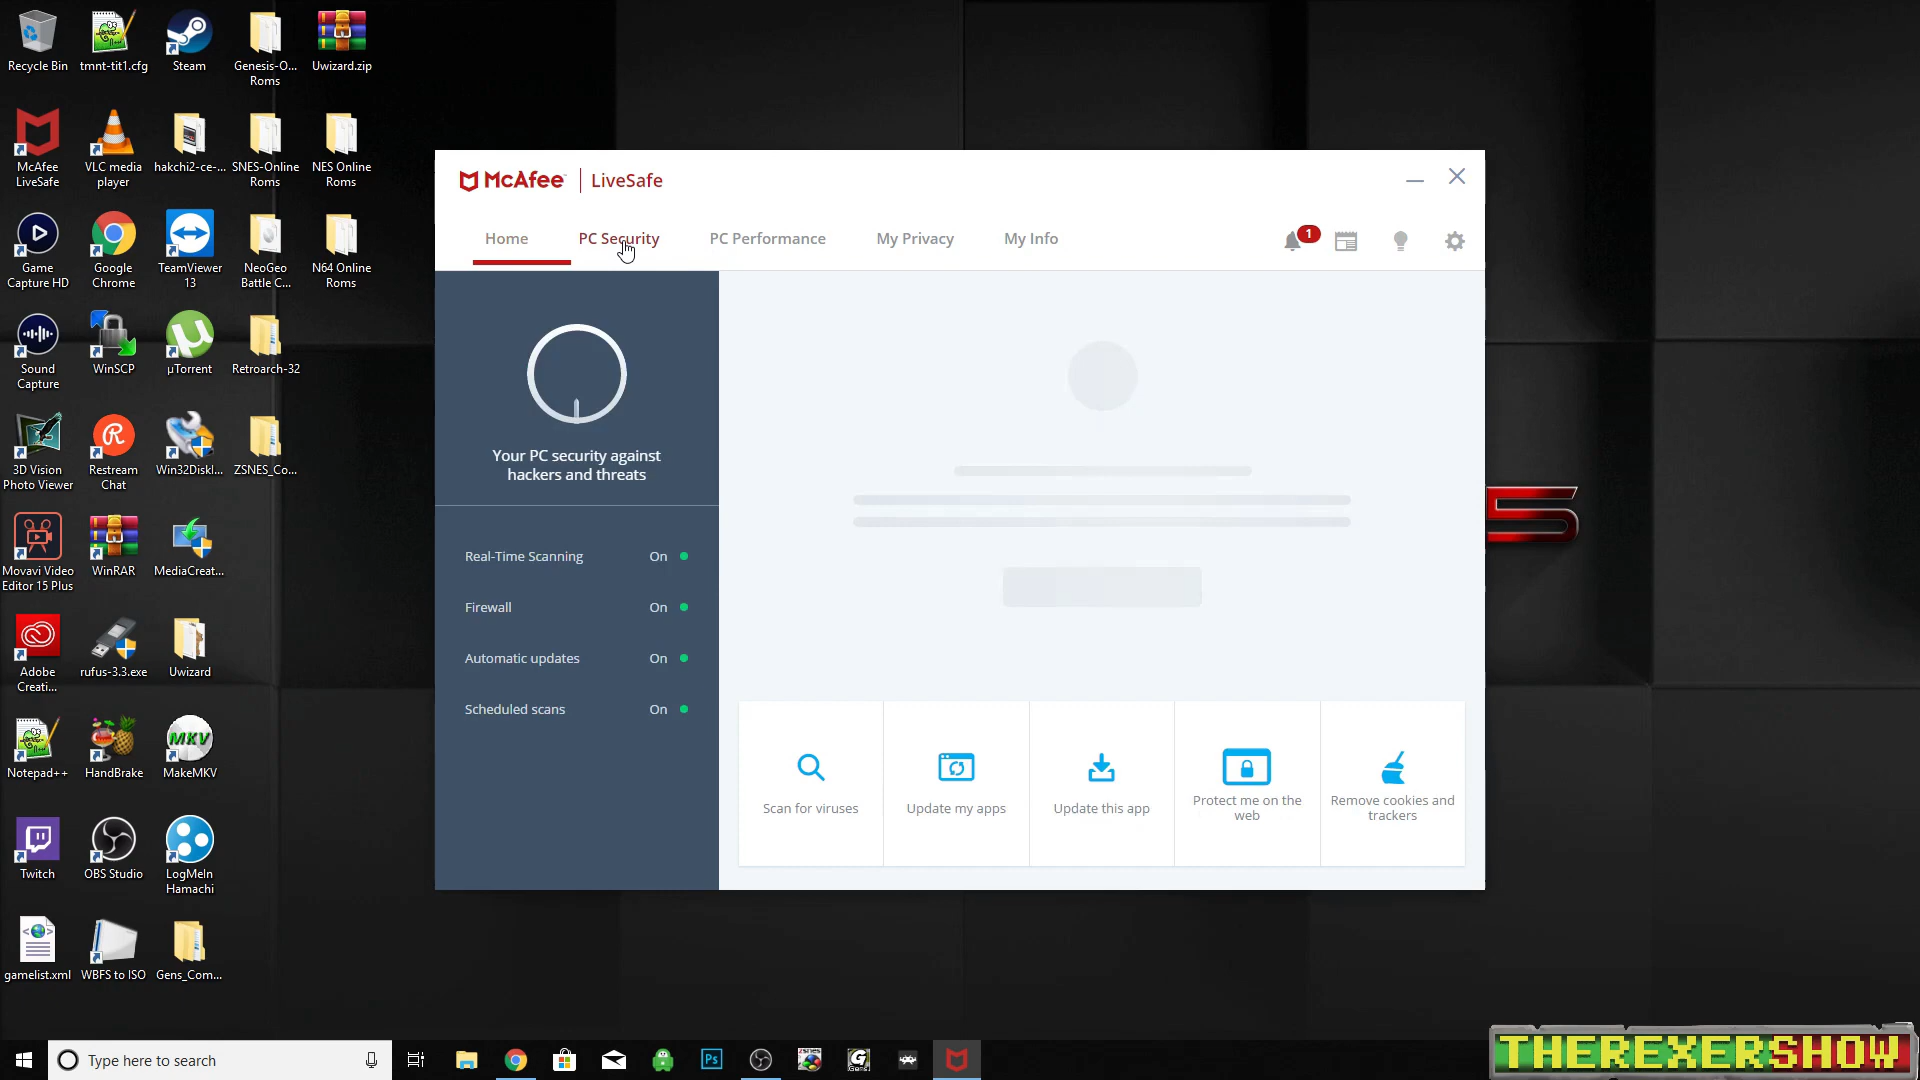 Recycle Bin
tmnt-tit1.cfg
Steam
Genesis-O...
Roms
Uwizard.zip
McAfee
LiveSafe
VLC media
player
hakchi2-ce-...
SNES-Online
Roms
NES Online
Roms
Game
Capture HD
Google
Chrome
TeamViewer
13
NeoGeo
Battle C...
N64 Online
Roms
Sound
Capture
WinSCP
µTorrent
Retroarch-32
3D Vision
Photo Viewer
Restream
Chat
Win32DiskI...
ZSNES_Co...
Movavi Video
Editor 15 Plus
WinRAR
MediaCreat...
Adobe
Creati...
rufus-3.3.exe
Uwizard
Notepad++
HandBrake
MKV
MakeMKV
Twitch
OBS Studio
LogMeIn
Hamachi
gamelist.xml
WBFS to ISO
Gens_Com...
McAfee LiveSafe
Home PC Security PC Performance My Privacy My Info 1
Your PC security against
hackers and threats
Real-Time Scanning On
Firewall On
Automatic updates On
Scheduled scans On
Scan for viruses
Update my apps
Update this app
Protect me on the
web
Remove cookies and
trackers
5
Type here to search
Ps
Gens
THEREXERSHOW